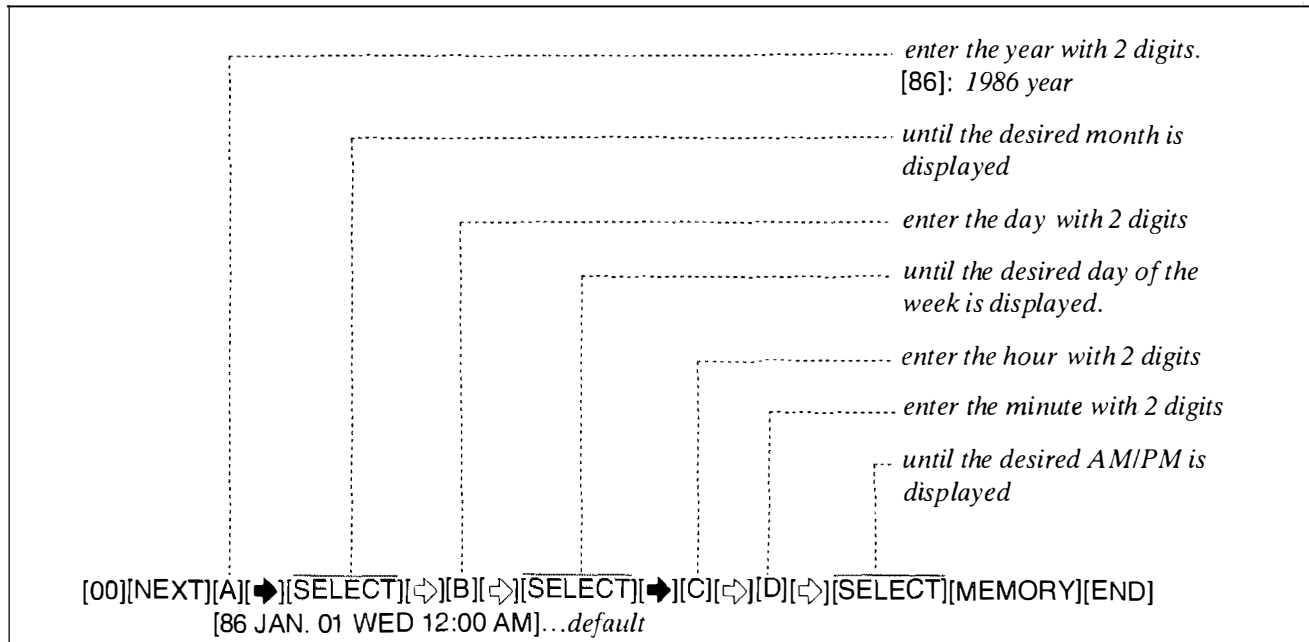 enter the year with 2 digits.
[86]: 1986 year
until the desired month is
displayed
enter the day with 2 digits
until the desired day of the
week is displayed.
enter the hour with 2 digits
enter the minute with 2 digits
until the desired AM/PM is
displayed
[00][NEXT][A][➡][SELECT][⇨][B][⇨][SELECT][➡][C][⇨][D][⇨][SELECT][MEMORY][END]
[86 JAN. 01 WED 12:00 AM]...default